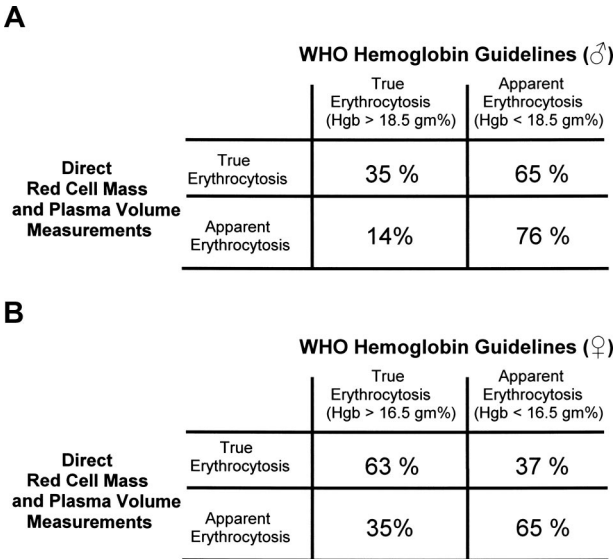 A
WHO Hemoglobin Guidelines (♂)
True
Erythrocytosis
(Hgb > 18.5 gm%)
Apparent
Erythrocytosis
(Hgb < 18.5 gm%)
Direct
Red Cell Mass
and Plasma Volume
Measurements
True
Erythrocytosis
35 %
65 %
Apparent
Erythrocytosis
14%
76 %
B
WHO Hemoglobin Guidelines (♀)
True
Erythrocytosis
(Hgb > 16.5 gm%)
Apparent
Erythrocytosis
(Hgb < 16.5 gm%)
Direct
Red Cell Mass
and Plasma Volume
Measurements
True
Erythrocytosis
63 %
37 %
Apparent
Erythrocytosis
35%
65 %